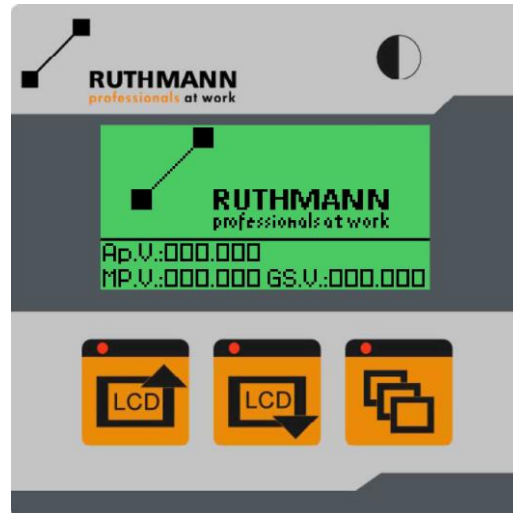 RUTHMANN
professionals at work
RUTHMANN
professionals at work
Ap.V.:000.000
MP.V.:000.000 GS.V.:000.000
LCD LCD